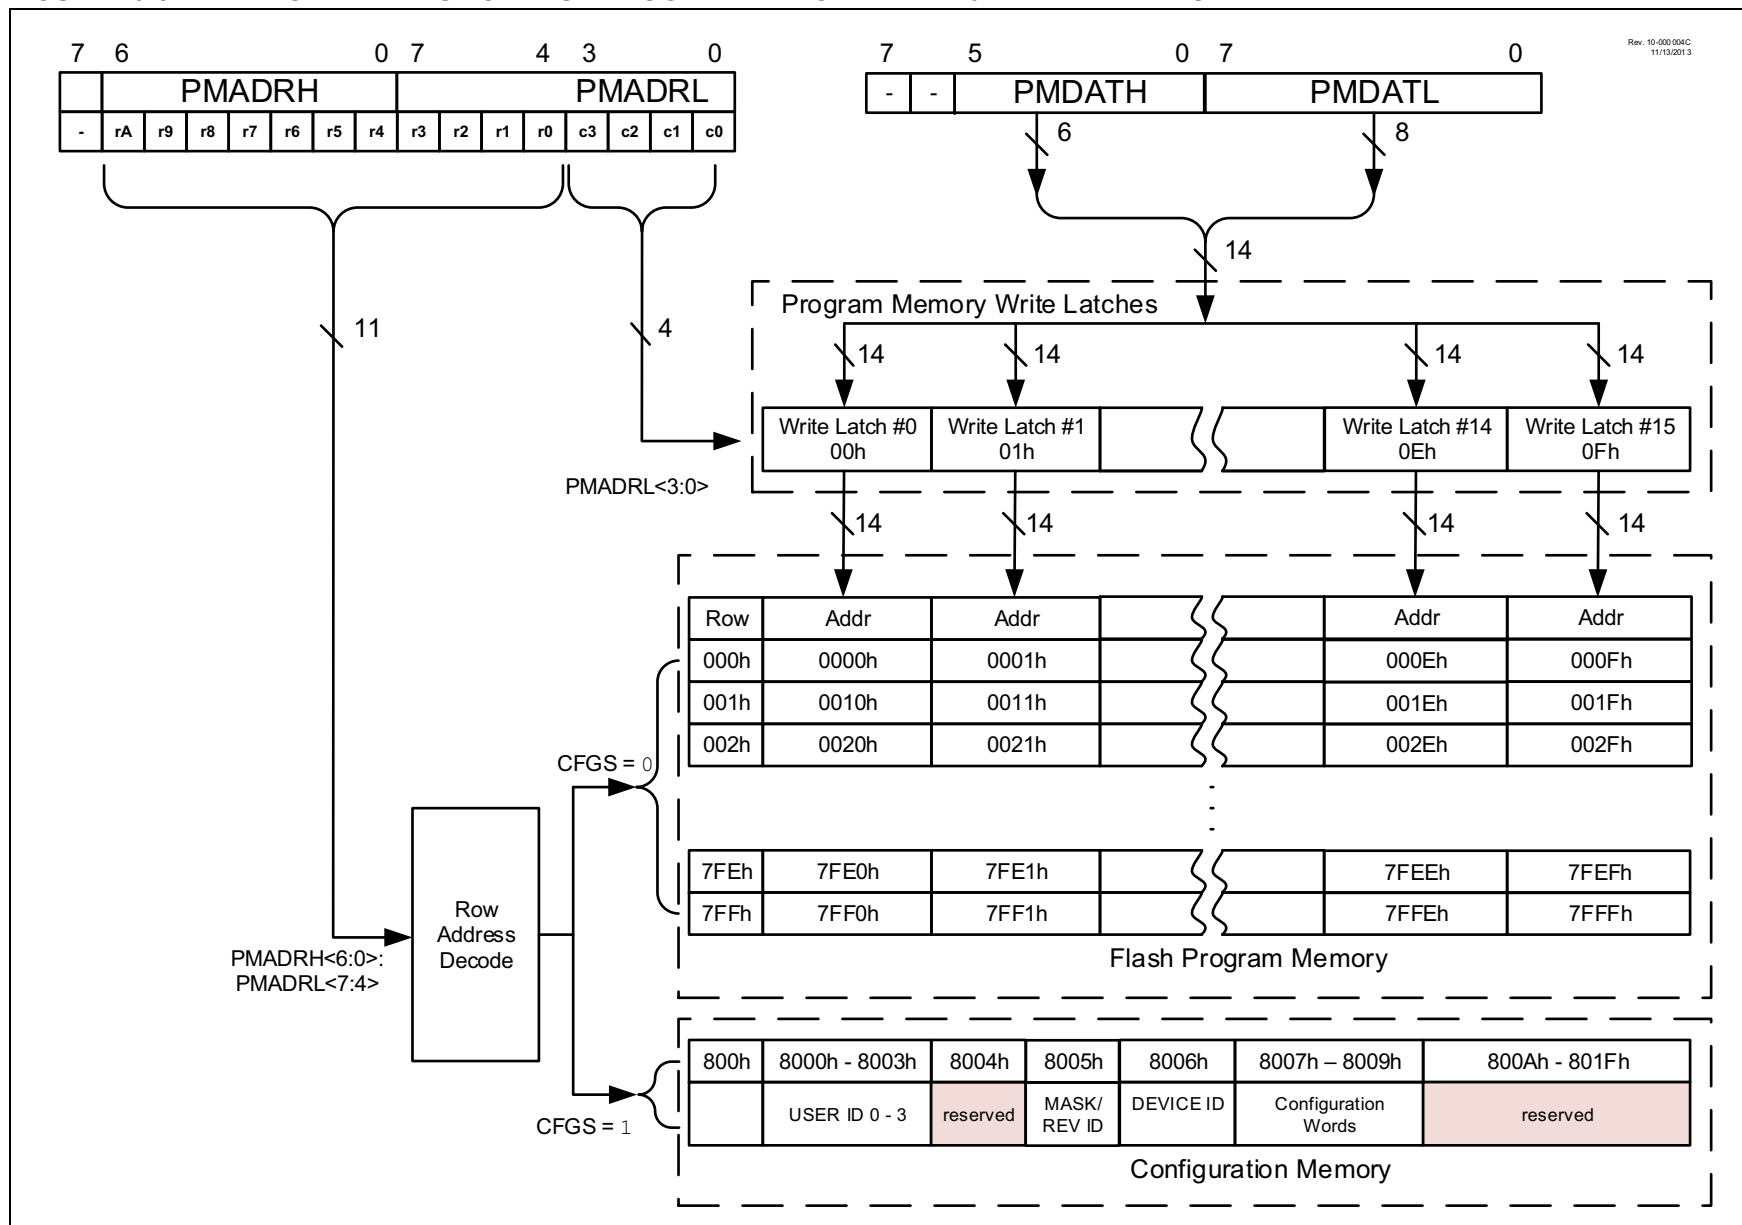 7 6 0 7 4 3 0
7 5 0 7 0
Rev. 10-000 004C
11/13/201 3
PMADRH PMADRL
- rA r9 r8 r7 r6 r5 r4 r3 r2 r1 r0 c3 c2 c1 c0
- - PMDATH PMDATL
6 8
14
11 4
Program Memory Write Latches
14 14 14 14
Write Latch #0 Write Latch #1 Write Latch #14 Write Latch #15
00h 01h 0Eh 0Fh
PMADRL<3:0>
14 14 14 14
Row Addr Addr Addr Addr
000h 0000h 0001h 000Eh 000Fh
001h 0010h 0011h 001Eh 001Fh
002h 0020h 0021h 002Eh 002Fh
CFGS = 0
7FEh 7FE0h 7FE1h 7FEEh 7FEFh
7FFh 7FF0h 7FF1h 7FFEh 7FFFh
Flash Program Memory
Row
Address
Decode
PMADRH<6:0>:
PMADRL<7:4>
CFGS = 1
800h 8000h - 8003h 8004h 8005h 8006h 8007h – 8009h 800Ah - 801Fh
USER ID 0 - 3 reserved MASK/ DEVICE ID Configuration reserved
REV ID Words
Configuration Memory